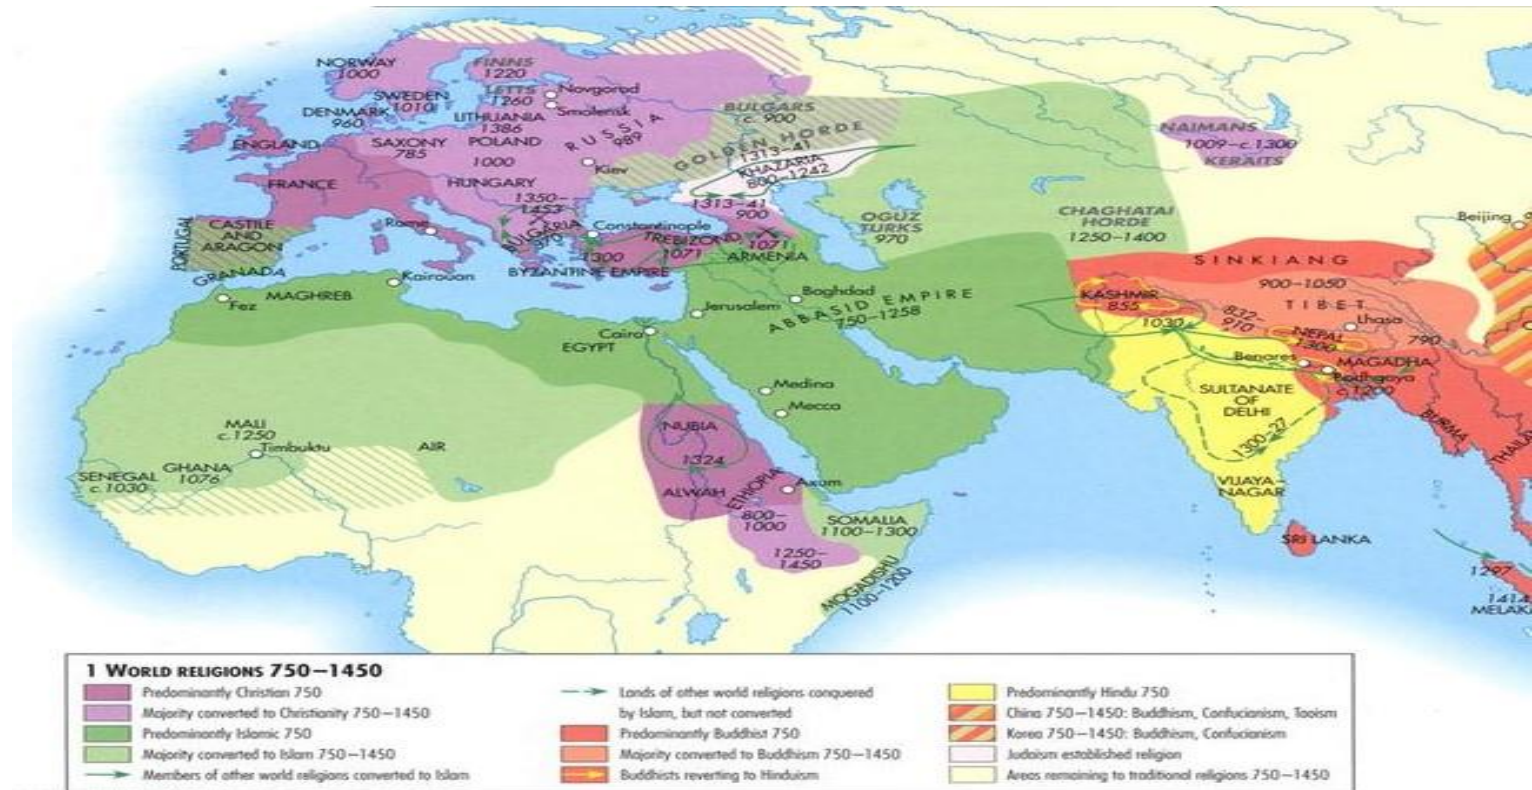 NORWAY
1000
FINNS
1220
SWEDEN
1010
LETTS
1260
Novgorod
Smolensk
DENMARK
960
LITHUANIA
1386
BULGARS
c. 900
NAIMANS
1009–c.1300
KERAITS
ENGLAND
SAXONY
785
POLAND
1000
RUSSIA
989
GOLDEN HORDE
1313–41
KHAZARIA
800–1242
Kiev
FRANCE
HUNGARY
1350–
1453
1313–41
900
OGUZ
TURKS
970
CHAGHATAI
HORDE
1250–1400
Beijing
PORTUGAL
CASTILE
AND
ARAGON
Rome
BULGARIA
Constantinople
TREBIZOND
1071
1071
ARMENIA
1300
BYZANTINE EMPIRE
SINKIANG
900–1050
TIBET
GRANADA
Kairouan
Fez
MAGHREB
Baghdad
Jerusalem
ABBASID EMPIRE
750–1258
KASHMIR
855
1030
832–
910
Lhasa
790
NEPAL
1300
Cairo
EGYPT
Benares
MAGADHA
Bodhgaya
c.1200
Medina
Mecca
SULTANATE
OF
DELHI
1300–27
BURMA
MALI
c.1250
Timbuktu
AIR
NUBIA
1324
SENEGAL
c.1030
GHANA
1076
ALWAH
ETHIOPIA
Axum
800–
1000
SOMALIA
1100–1300
1250–
1450
MOGADISHU
1100–1200
VIJAYA-
NAGAR
SRI LANKA
1297
1414
1 WORLD RELIGIONS 750–1450
Predominantly Christian 750
Majority converted to Christianity 750–1450
Predominantly Islamic 750
Majority converted to Islam 750–1450
Members of other world religions converted to Islam
Lands of other world religions conquered
by Islam, but not converted
Predominantly Buddhist 750
Majority converted to Buddhism 750–1450
Buddhists reverting to Hinduism
Predominantly Hindu 750
China 750–1450: Buddhism, Confucianism, Taoism
Korea 750–1450: Buddhism, Confucianism
Judaism established religion
Areas remaining to traditional religions 750–1450